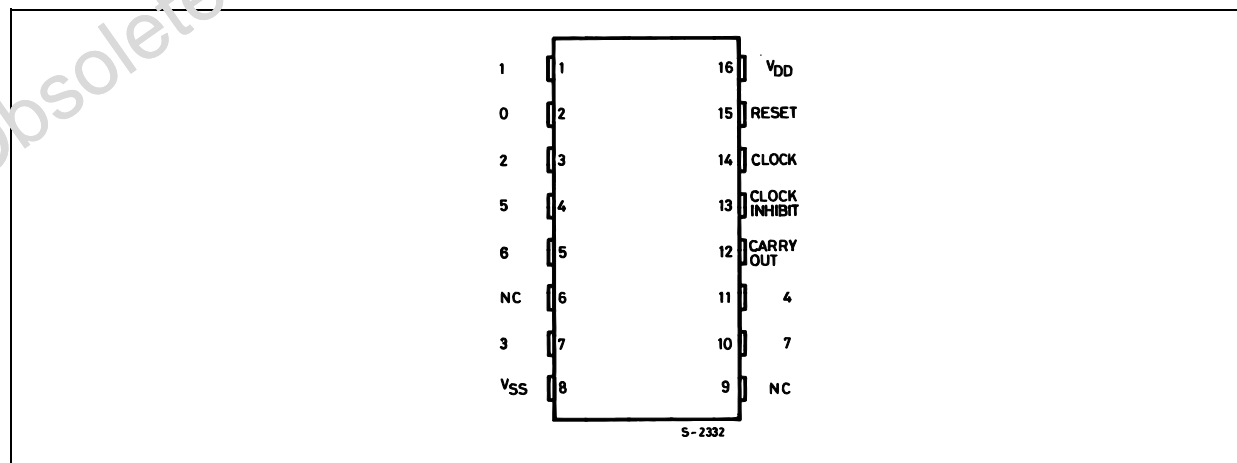 Obsolete
1 1 16 VDD
0 2 15 RESET
2 3 14 CLOCK
5 4 13 CLOCK INHIBIT
6 5 12 CARRY OUT
NC 6 11 4
3 7 10 7
VSS 8 9 NC
S-2332